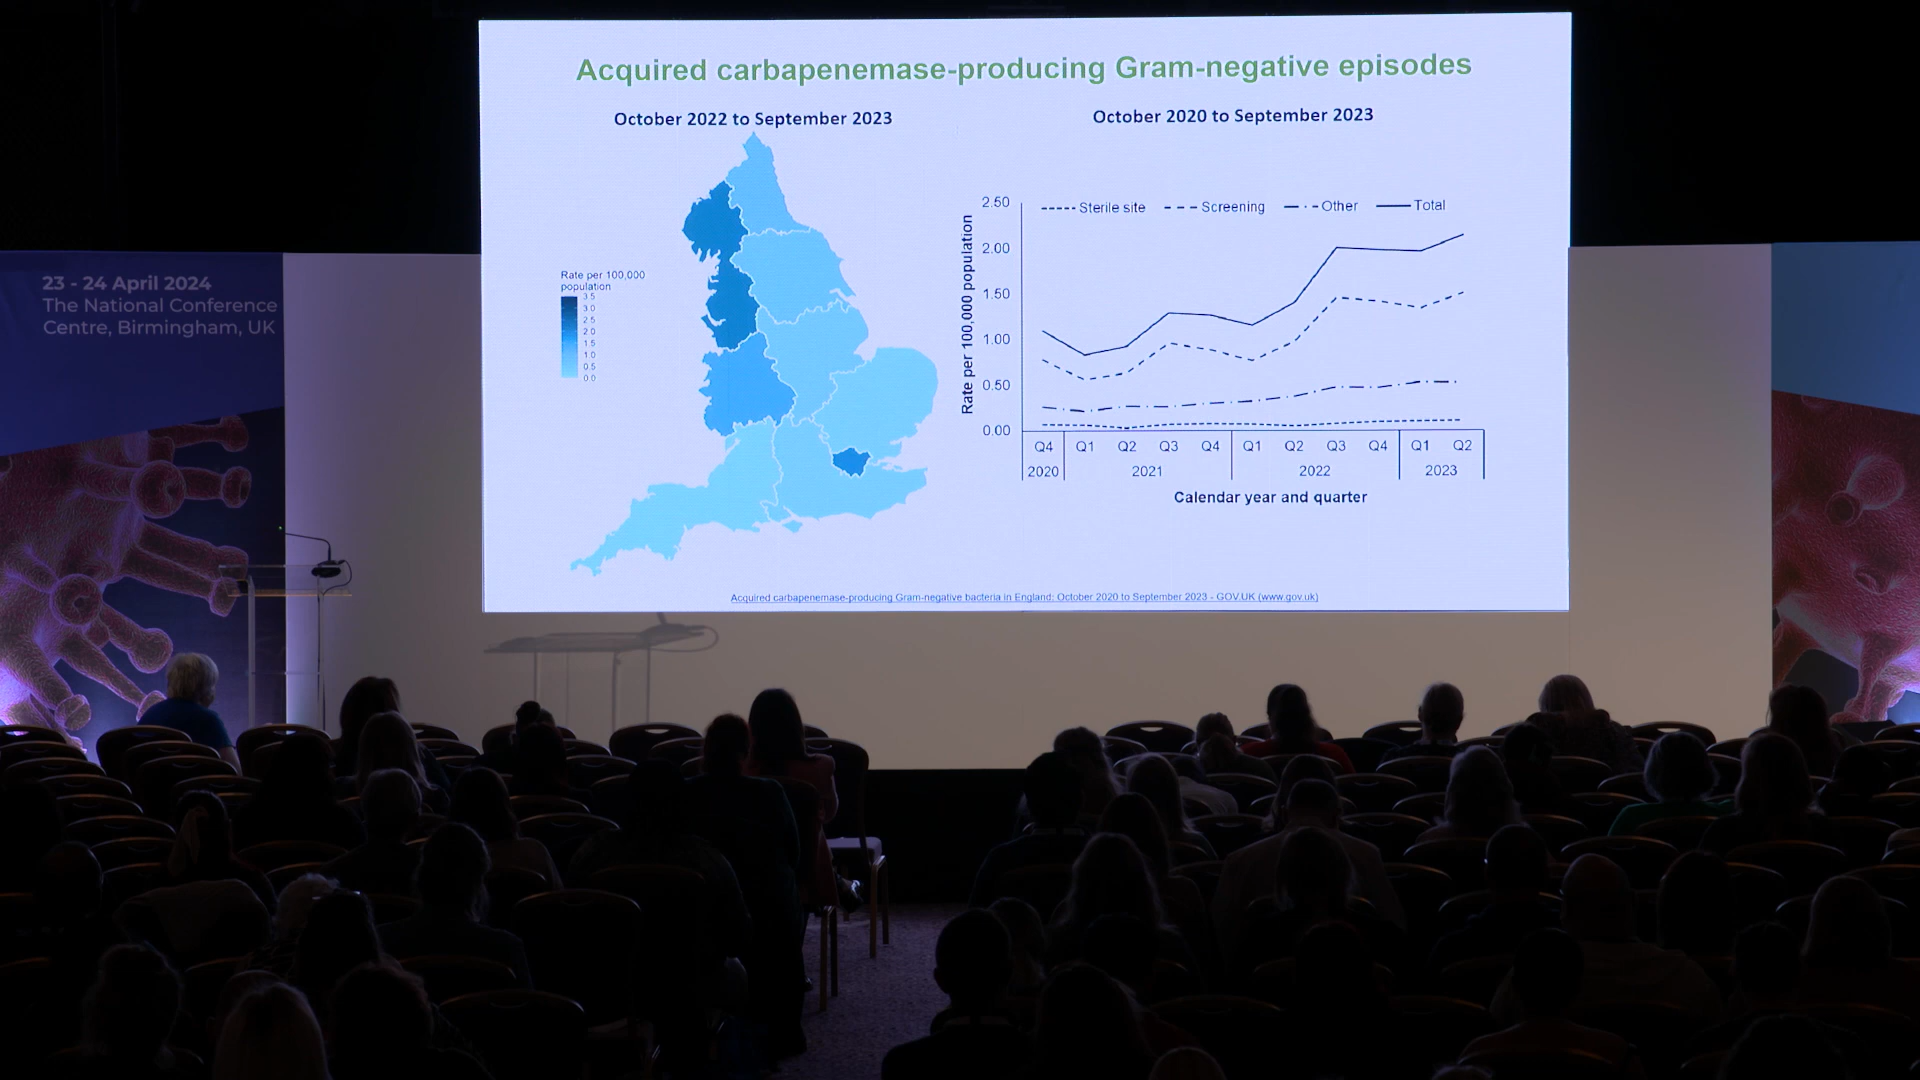 Acquired carbapenemase-producing Gram-negative episodes
October 2022 to September 2023
October 2020 to September 2023
Rate per 100,000
population
3.5
3.0
2.5
2.0
1.5
1.0
0.5
0.0
Rate per 100,000 population
2.50
2.00
1.50
1.00
0.50
0.00
Sterile site Screening Other Total
Q4 Q1 Q2 Q3 Q4 Q1 Q2 Q3 Q4 Q1 Q2
2020 2021 2022 2023
Calendar year and quarter
Acquired carbapenemase-producing Gram-negative bacteria in England: October 2020 to September 2023 - GOV.UK (www.gov.uk)
23 - 24 April 2024
The National Conference
Centre, Birmingham, UK